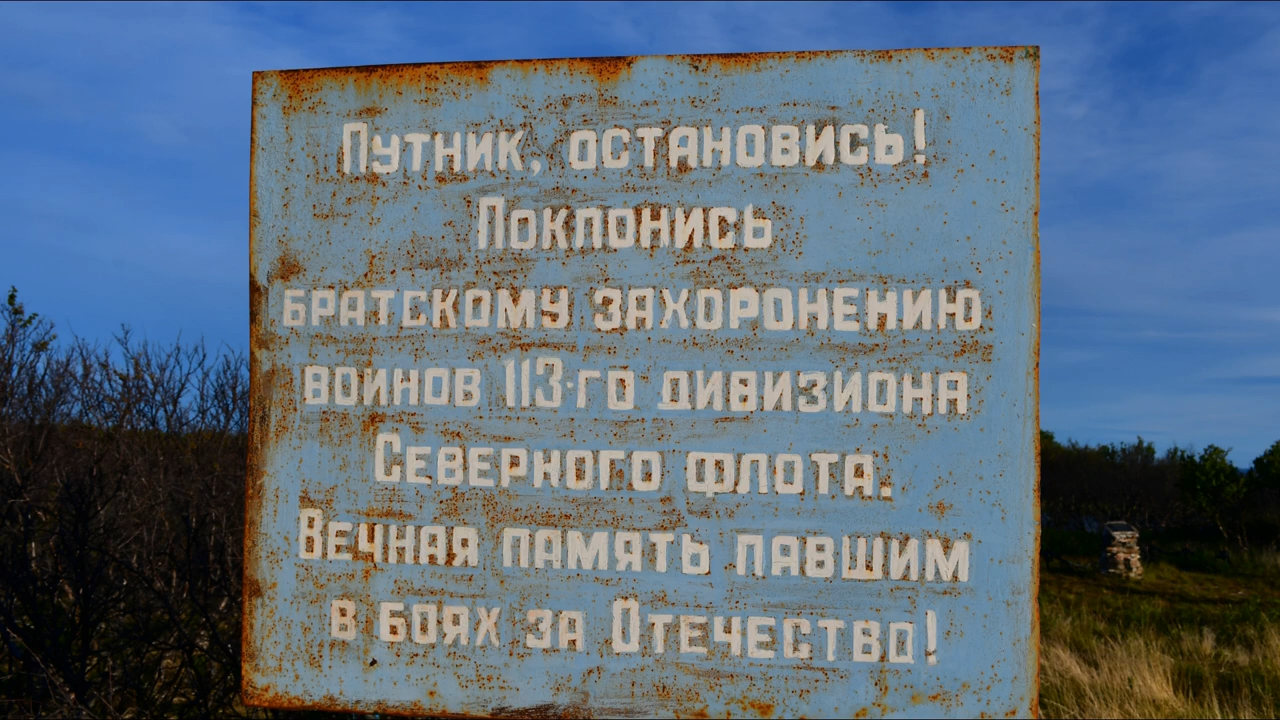 Путник, остановись!
Поклонись
братскому захоронению
воинов 113-го дивизиона
Северного флота.
Вечная память павшим
в боях за Отечество!